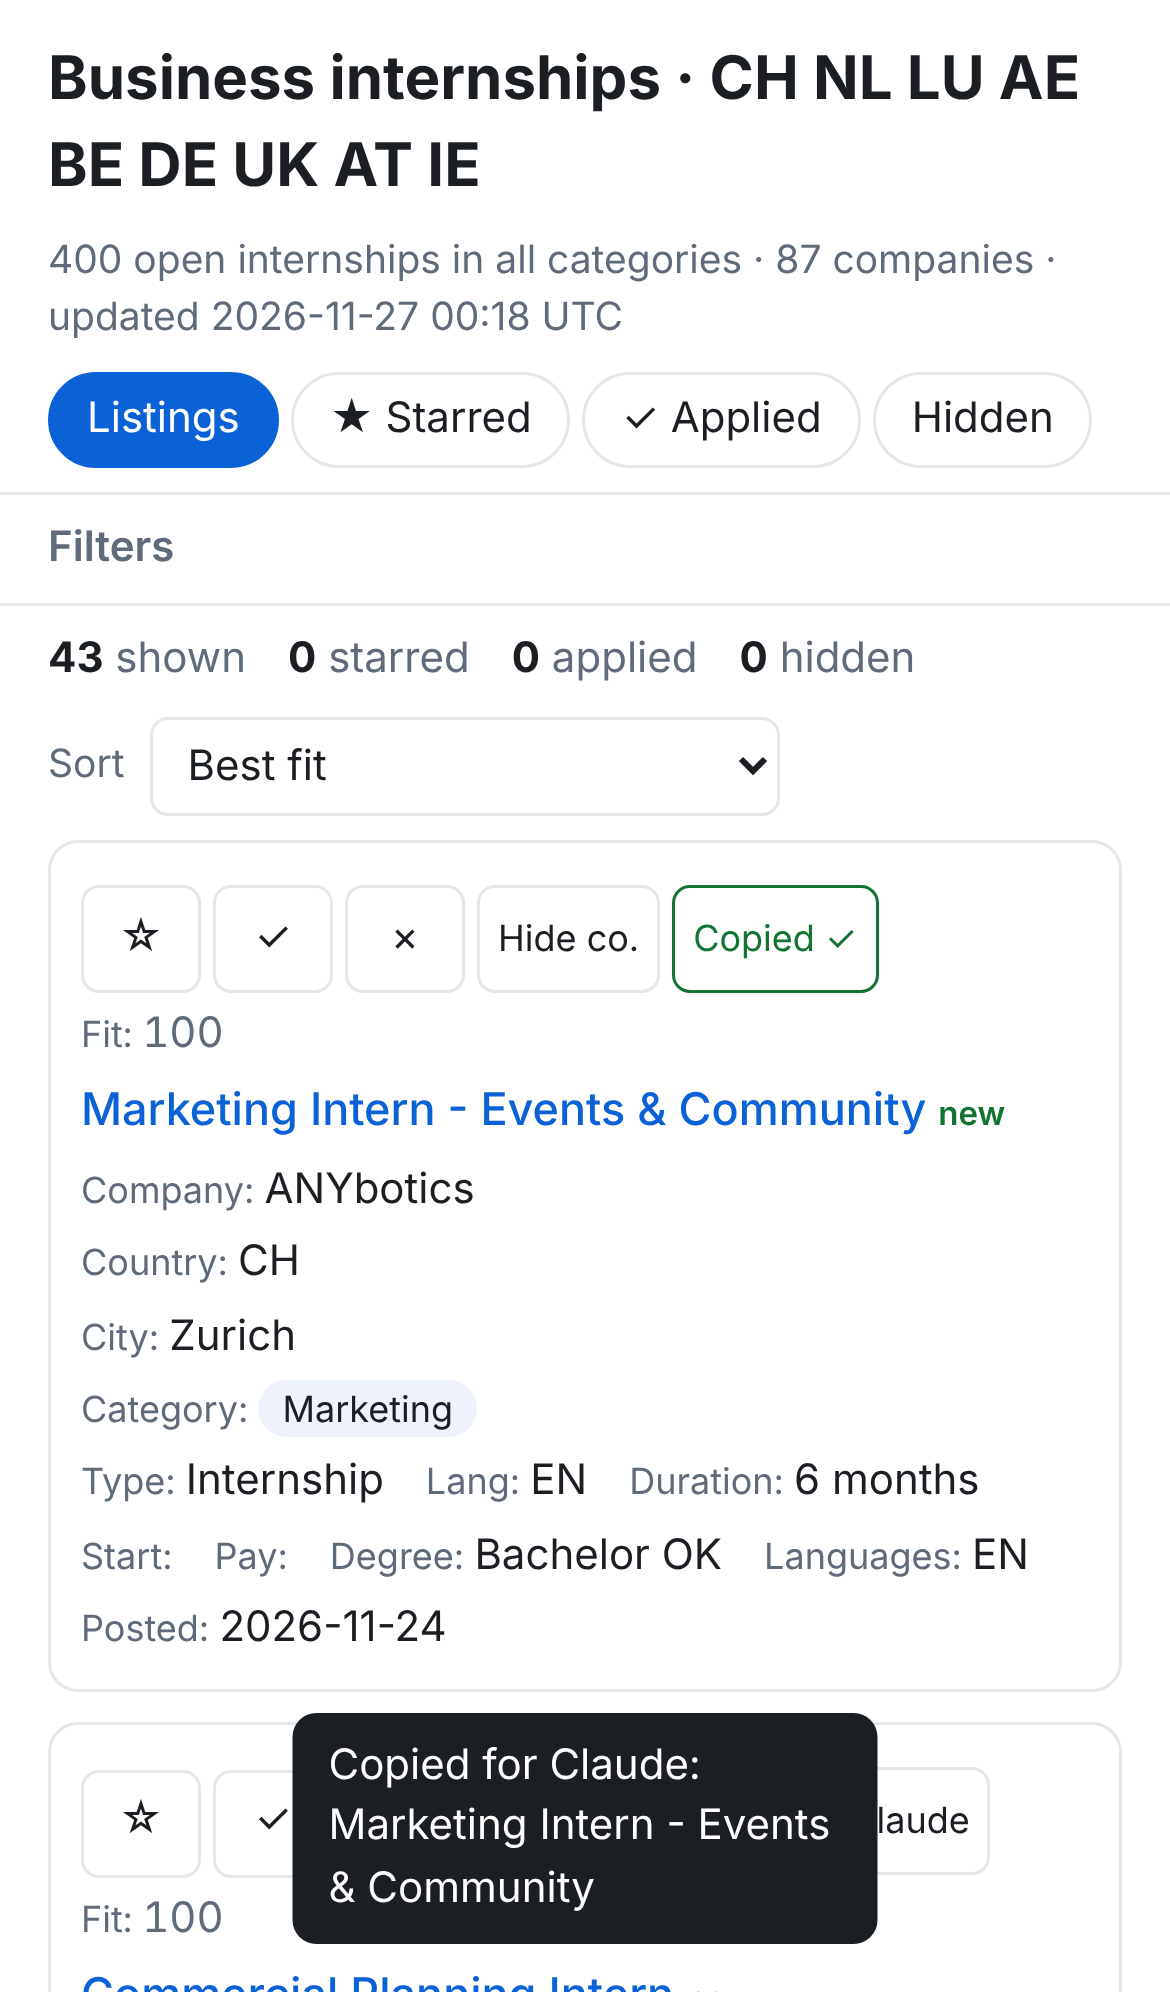 Business internships · CH NL LU AE
BE DE UK AT IE
400 open internships in all categories · 87 companies ·
updated 2026-11-27 00:18 UTC
Listings ★ Starred ✓ Applied Hidden
Filters
43 shown 0 starred 0 applied 0 hidden
Sort Best fit
☆ ✓ × Hide co. Copied ✓
Fit: 100
Marketing Intern - Events & Community new
Company: ANYbotics
Country: CH
City: Zurich
Category: Marketing
Type: Internship Lang: EN Duration: 6 months
Start: Pay: Degree: Bachelor OK Languages: EN
Posted: 2026-11-24
Copied for Claude:
Marketing Intern - Events
& Community
☆ ✓ laude
Fit: 100
Commercial Planning Intern